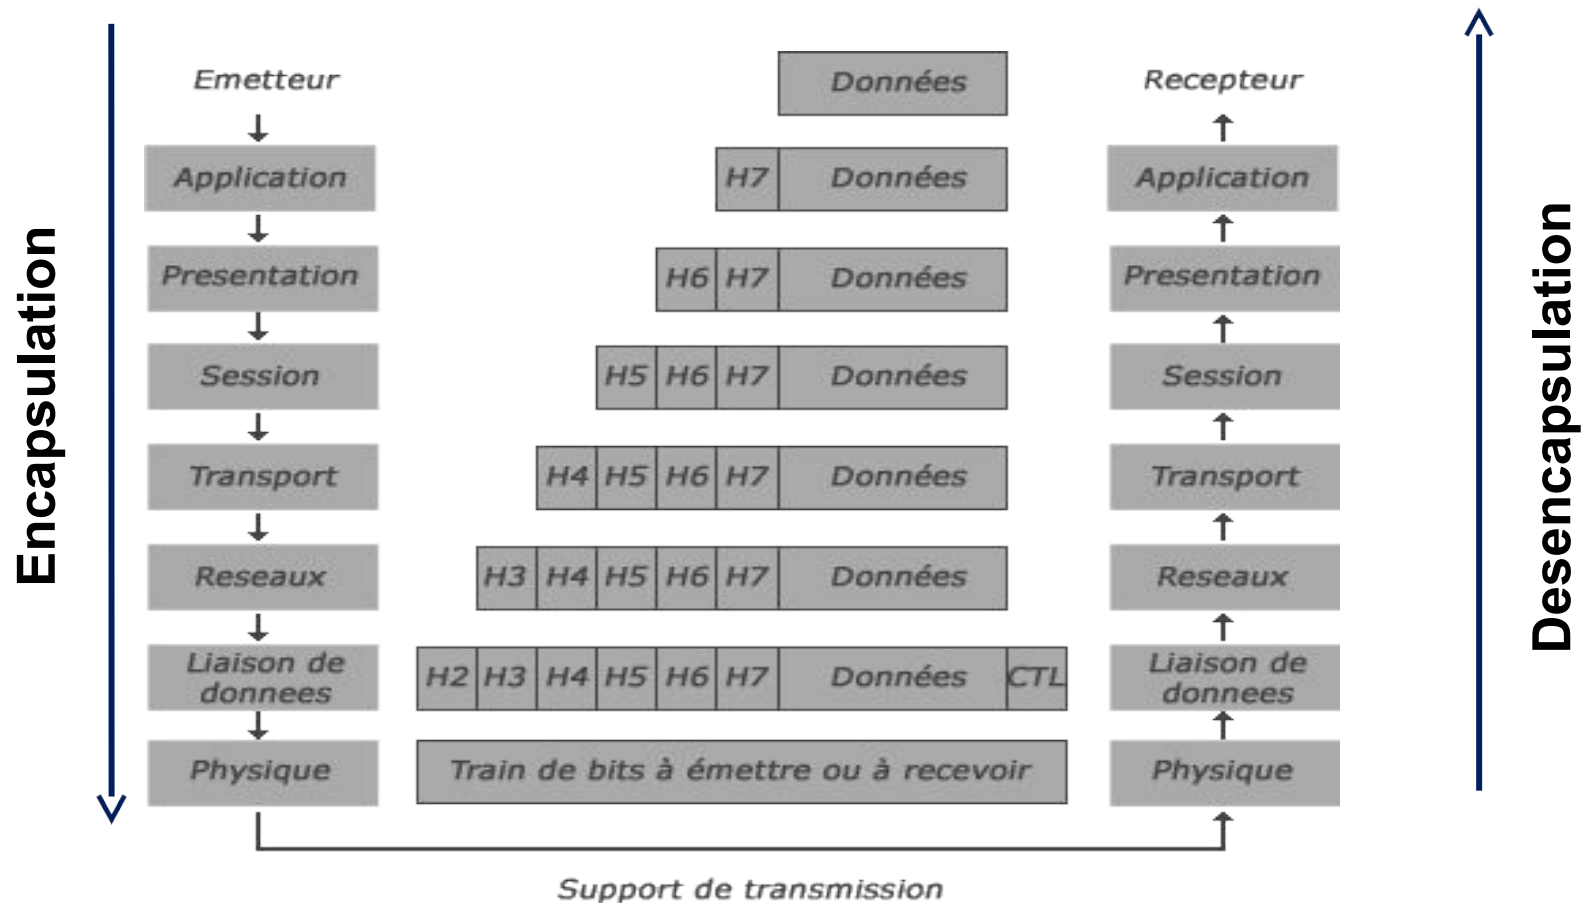 Encapsulation
Emetteur
Données
Recepteur
Application
H7 Données
Application
Presentation
H6 H7 Données
Presentation
Session
H5 H6 H7 Données
Session
Transport
H4 H5 H6 H7 Données
Transport
Reseaux
H3 H4 H5 H6 H7 Données
Reseaux
Liaison de
donnees
H2 H3 H4 H5 H6 H7 Données CTL
Liaison de
donnees
Physique
Train de bits à émettre ou à recevoir
Physique
Support de transmission
Desencapsulation